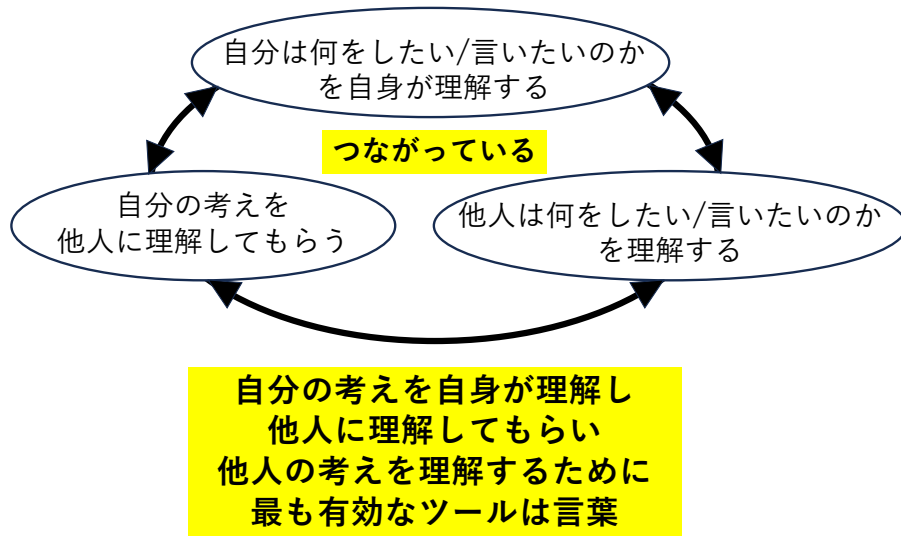 自分は何をしたい/言いたいのか
を自身が理解する
つながっている
自分の考えを
他人に理解してもらう
他人は何をしたい/言いたいのか
を理解する
自分の考えを自身が理解し
他人に理解してもらい
他人の考えを理解するために
最も有効なツールは言葉